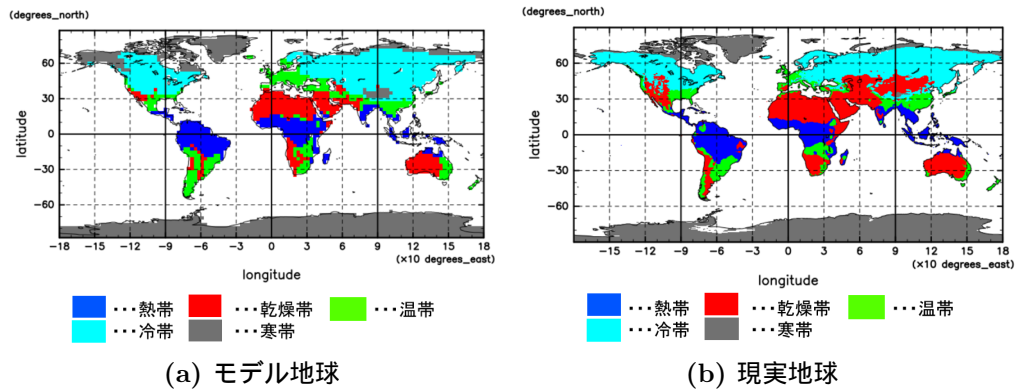 (degrees_north)
latitude
60
30
0
−30
−60
−18 −15 −12 −9 −6 −3 0 3 6 9 12 15 18
(×10 degrees_east)
longitude
···熱帯 ···乾燥帯 ···温帯
···冷帯 ···寒帯
(a) モデル地球
(degrees_north)
latitude
60
30
0
−30
−60
−15 −12 −9 −6 −3 0 3 6 9 12 15 18
(×10 degrees_east)
longitude
···熱帯 ···乾燥帯 ···温帯
···冷帯 ···寒帯
(b) 現実地球